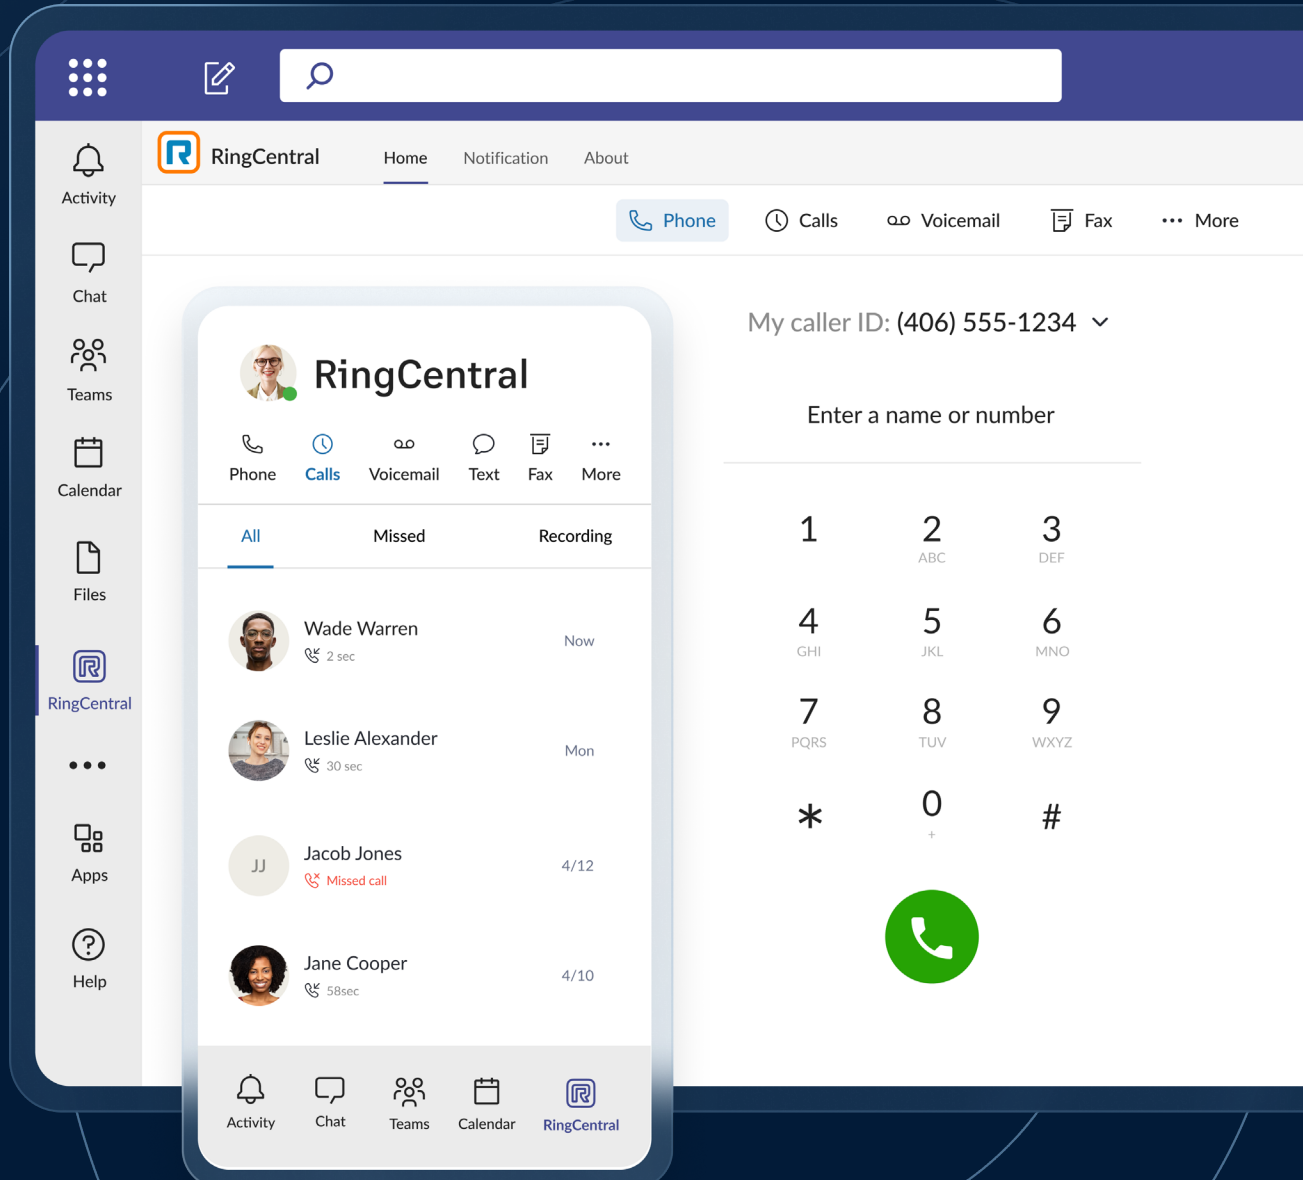 RingCentral
Home Notification About
Phone Calls Voicemail Fax More
Activity
Chat
Teams
Calendar
Files
RingCentral
Apps
Help
RingCentral
Phone Calls Voicemail Text Fax More
All Missed Recording
Wade Warren
2 sec
Now
Leslie Alexander
30 sec
Mon
JJ
Jacob Jones
Missed call
4/12
Jane Cooper
58sec
4/10
Activity Chat Teams Calendar RingCentral
My caller ID: (406) 555-1234
Enter a name or number
1 2 3
ABC DEF
4 5 6
GHI JKL MNO
7 8 9
PQRS TUV WXYZ
* 0 #
+